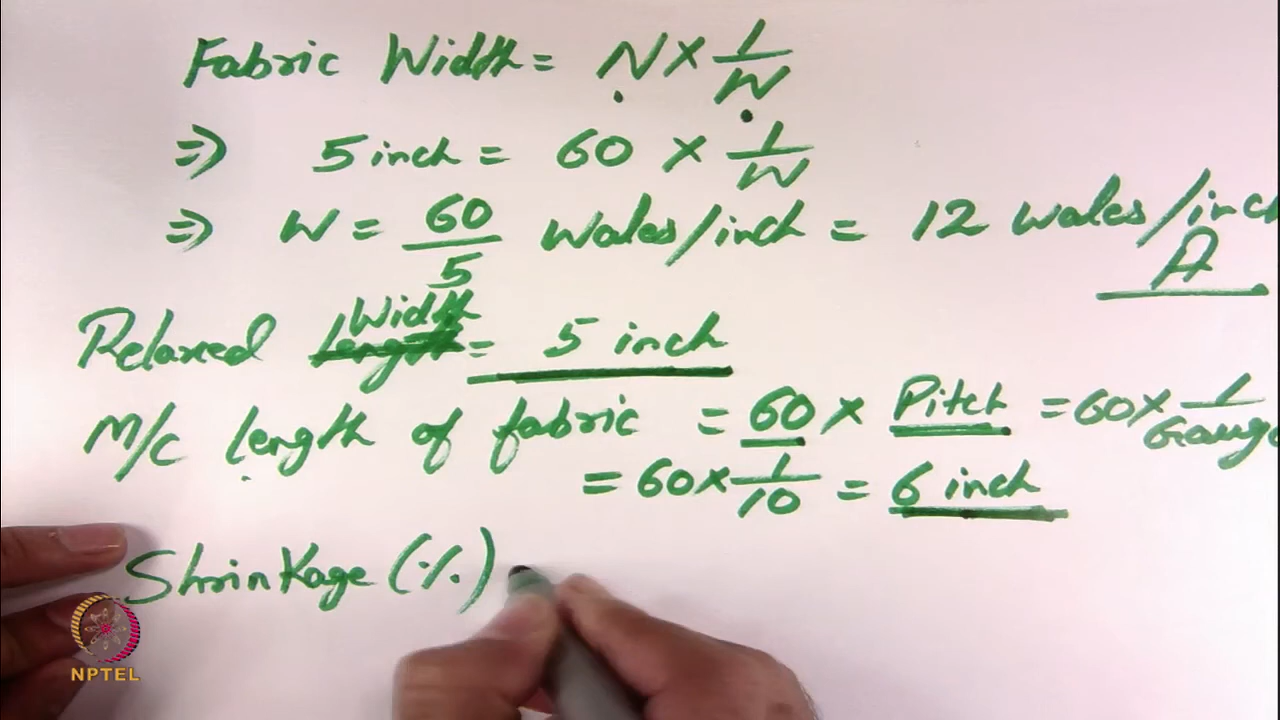 Fabric Width = N × 1/W
⇒ 5 inch = 60 × 1/W
⇒ W = 60/5 wales/inch = 12 wales/inch
A
Relaxed Length Width = 5 inch
M/c length of fabric = 60 × Pitch = 60 × 1/Gauge
= 60 × 1/10 = 6 inch
Shrinkage (%)
NPTEL